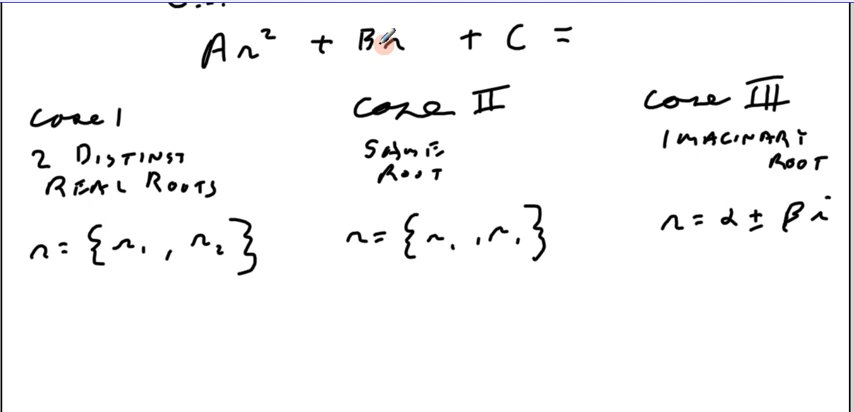 Ar² + Br + C =
Case I
2 DISTINST
REAL ROOTS
r = {r₁, r₂}
Case II
SAME
ROOT
r = {r₁, r₁}
Case III
IMAGINARY
ROOT
r = α ± βi